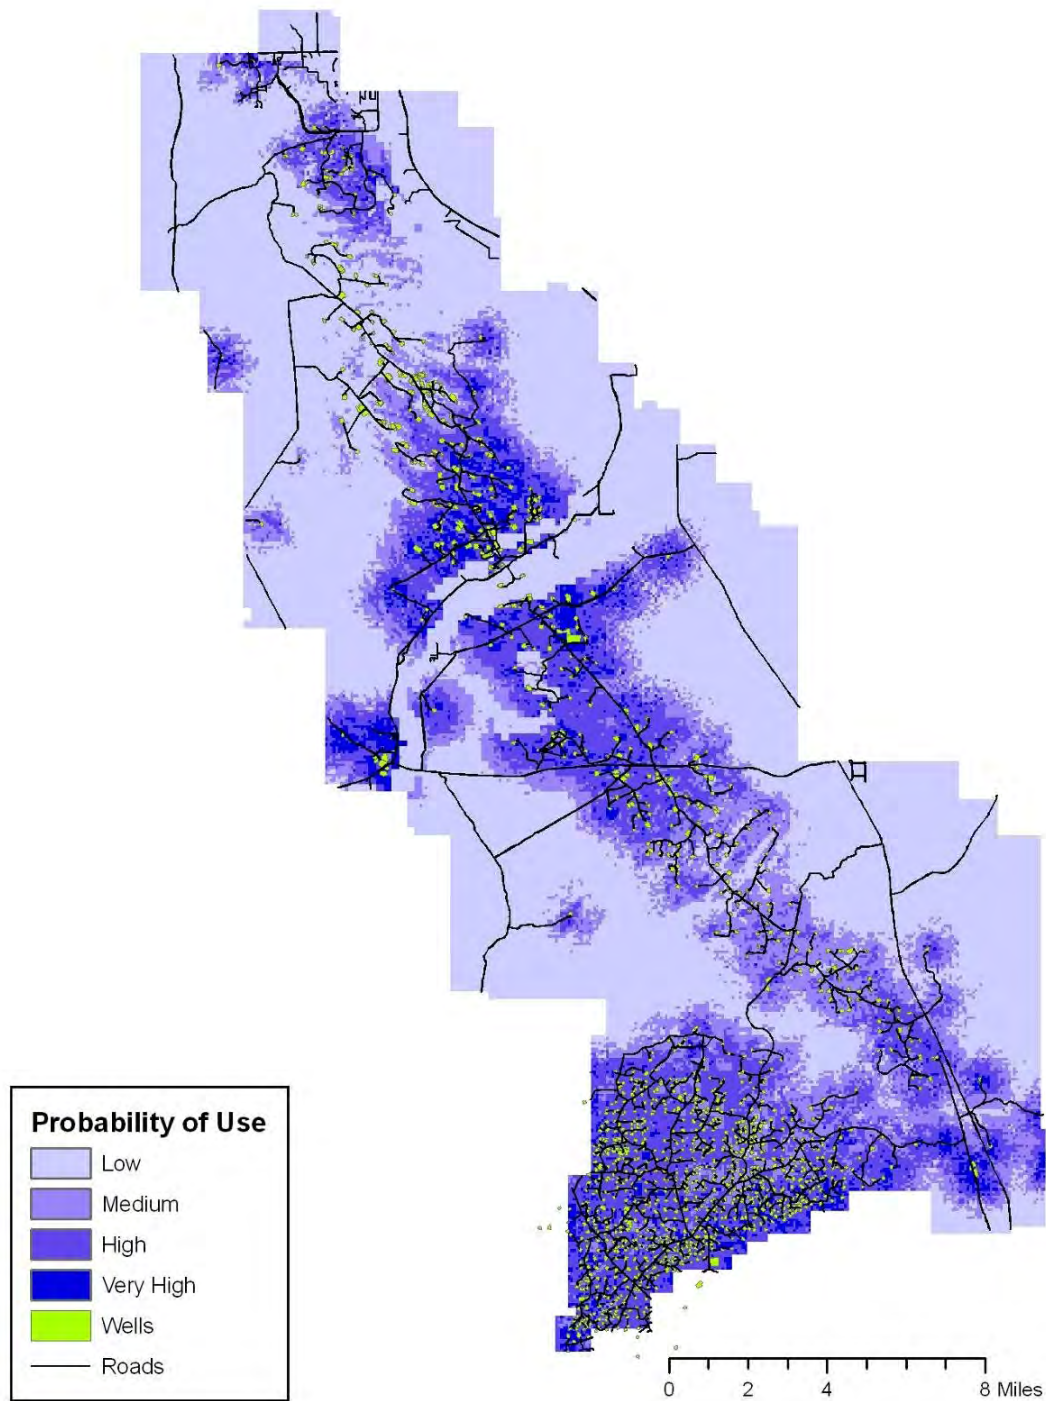 Probability of Use
Low
Medium
High
Very High
Wells
Roads
0 2 4 8 Miles